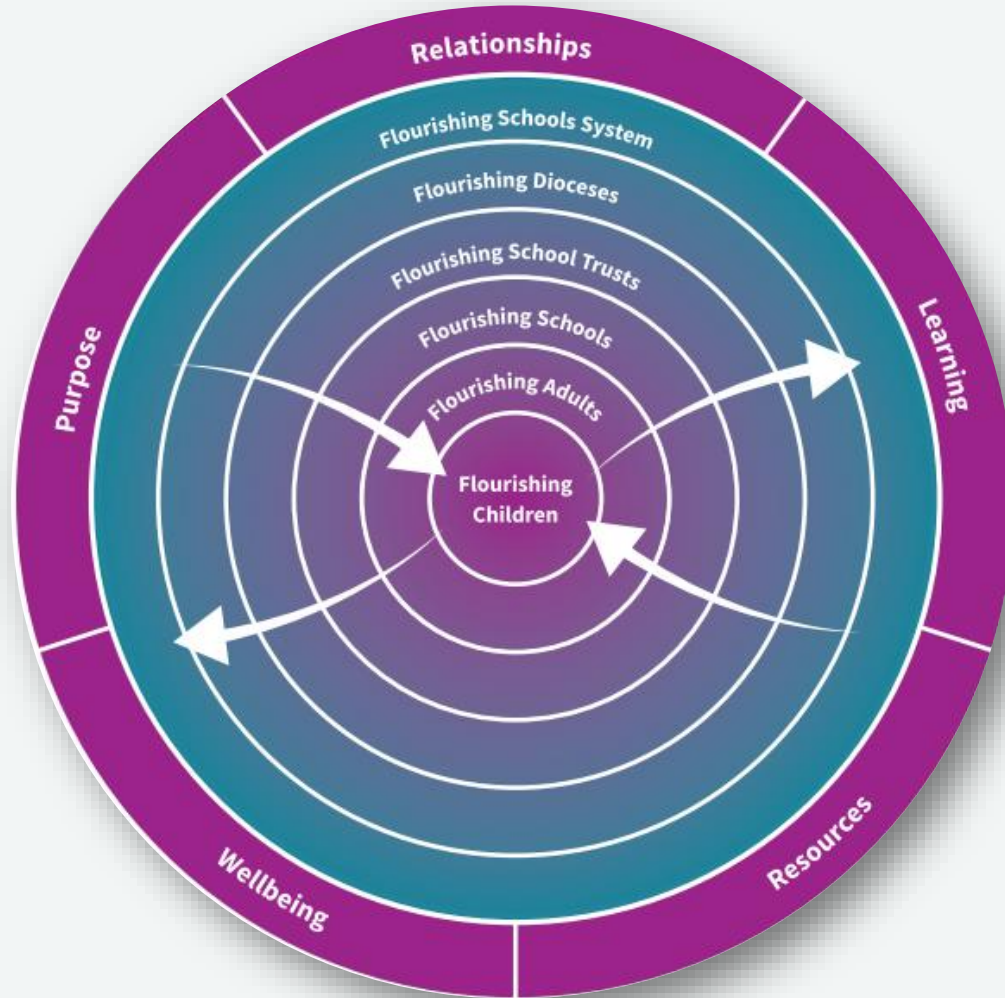 Relationships
Flourishing Schools System
Flourishing Dioceses
Flourishing School Trusts
Flourishing Schools
Flourishing Adults
Flourishing
Children
Purpose
Learning
Wellbeing
Resources